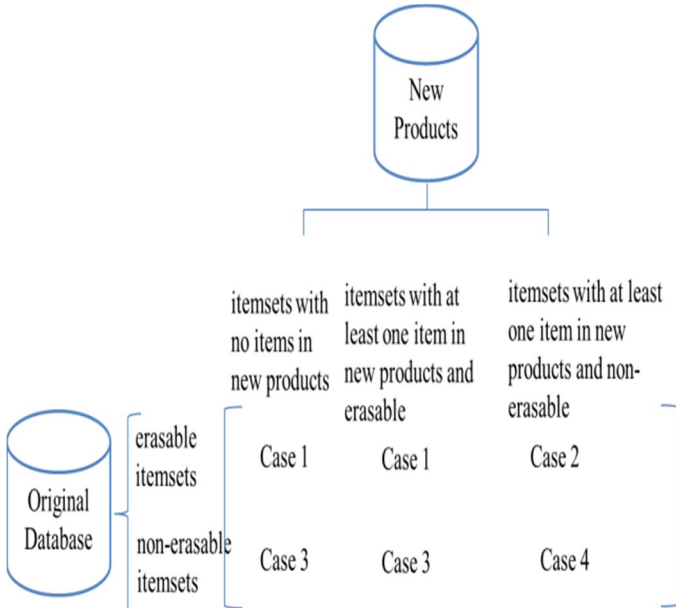 New
Products
itemsets with
no items in
new products
itemsets with at
least one item in
new products and
erasable
itemsets with at least
one item in new
products and non-
erasable
Original
Database
erasable
itemsets
Case 1
Case 1
Case 2
non-erasable
itemsets
Case 3
Case 3
Case 4